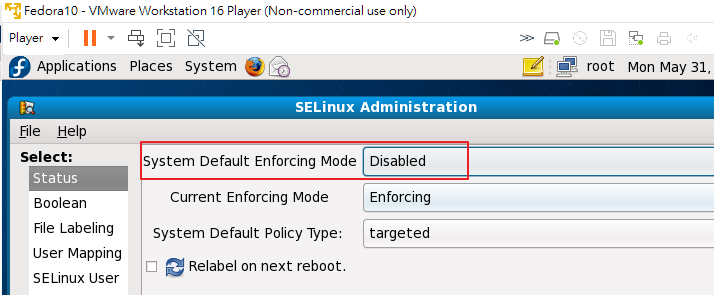 Fedora10 - VMware Workstation 16 Player (Non-commercial use only)
Player
Applications Places System root Mon May 31,
SELinux Administration
File Help
Select:
Status
Boolean
File Labeling
User Mapping
SELinux User
System Default Enforcing Mode Disabled
Current Enforcing Mode Enforcing
System Default Policy Type: targeted
Relabel on next reboot.